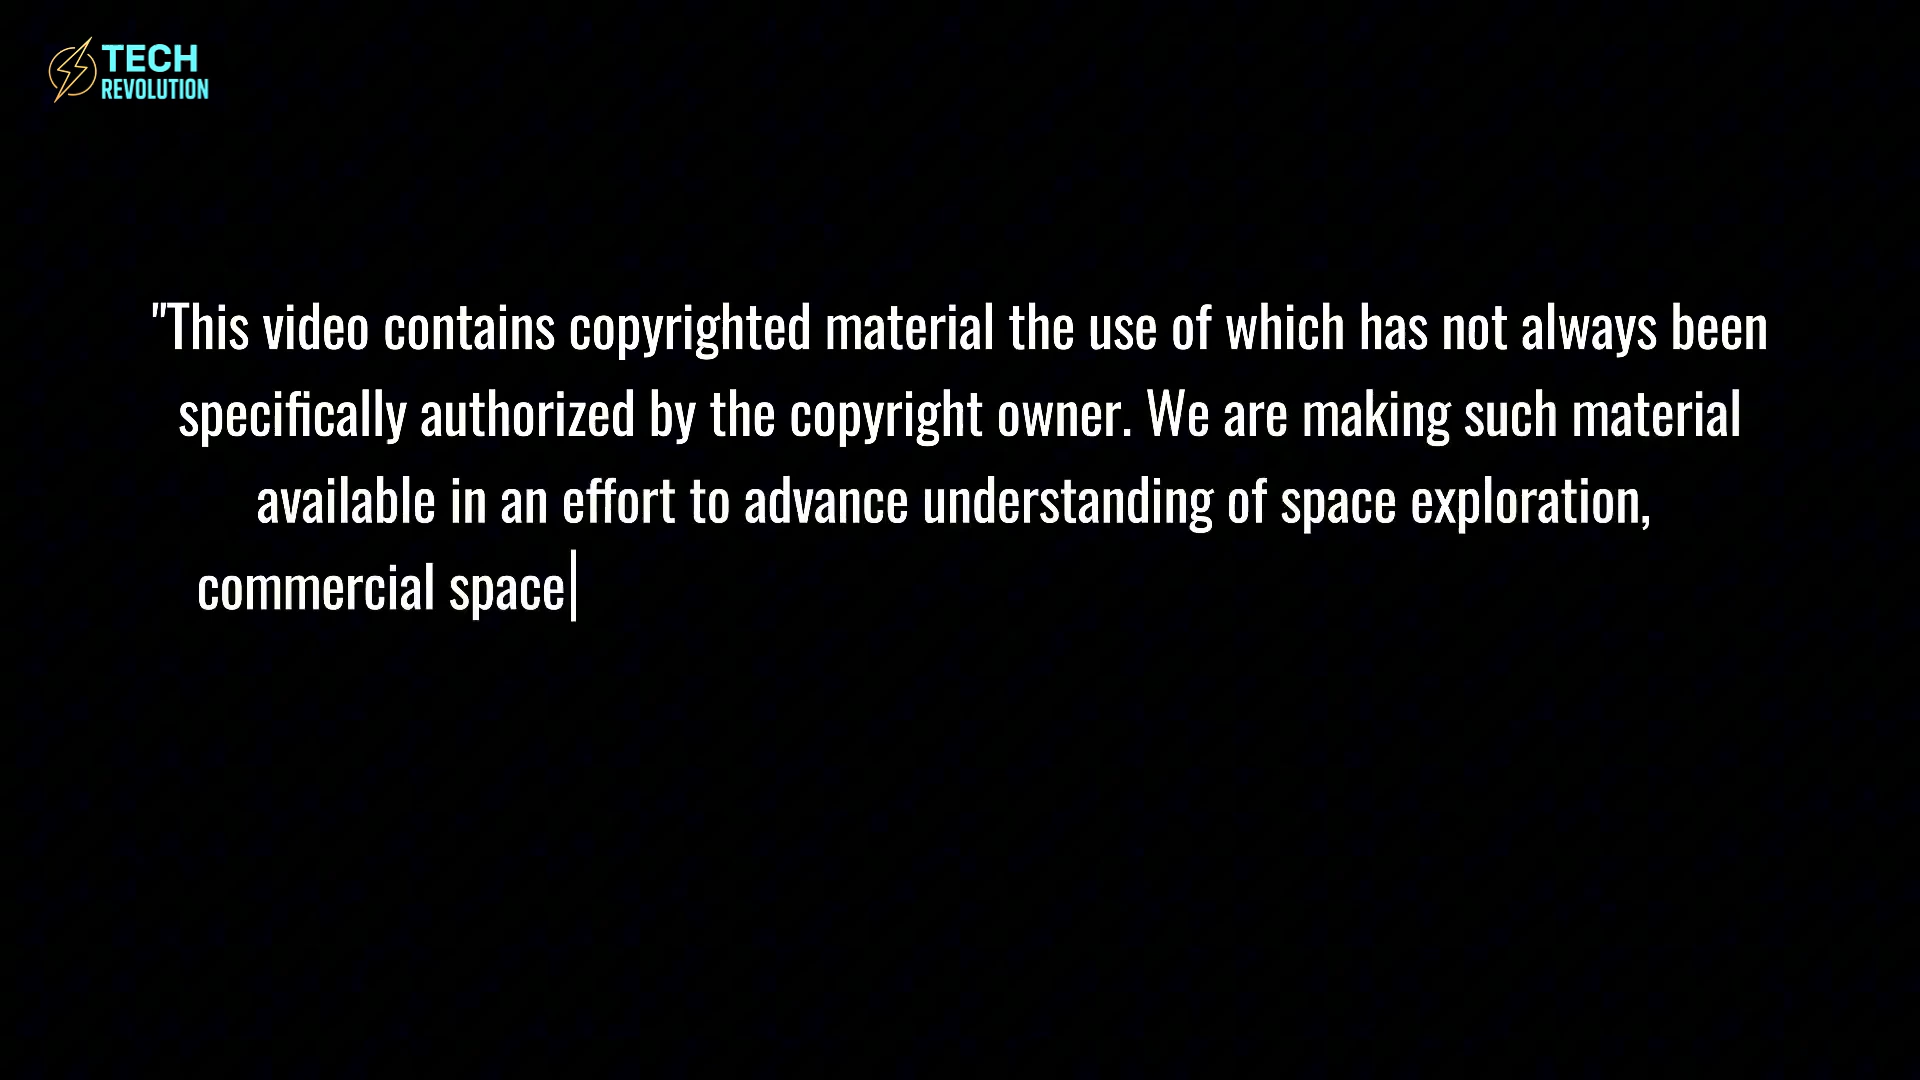 TECH
REVOLUTION
"This video contains copyrighted material the use of which has not always been
specifically authorized by the copyright owner. We are making such material
available in an effort to advance understanding of space exploration,
commercial space